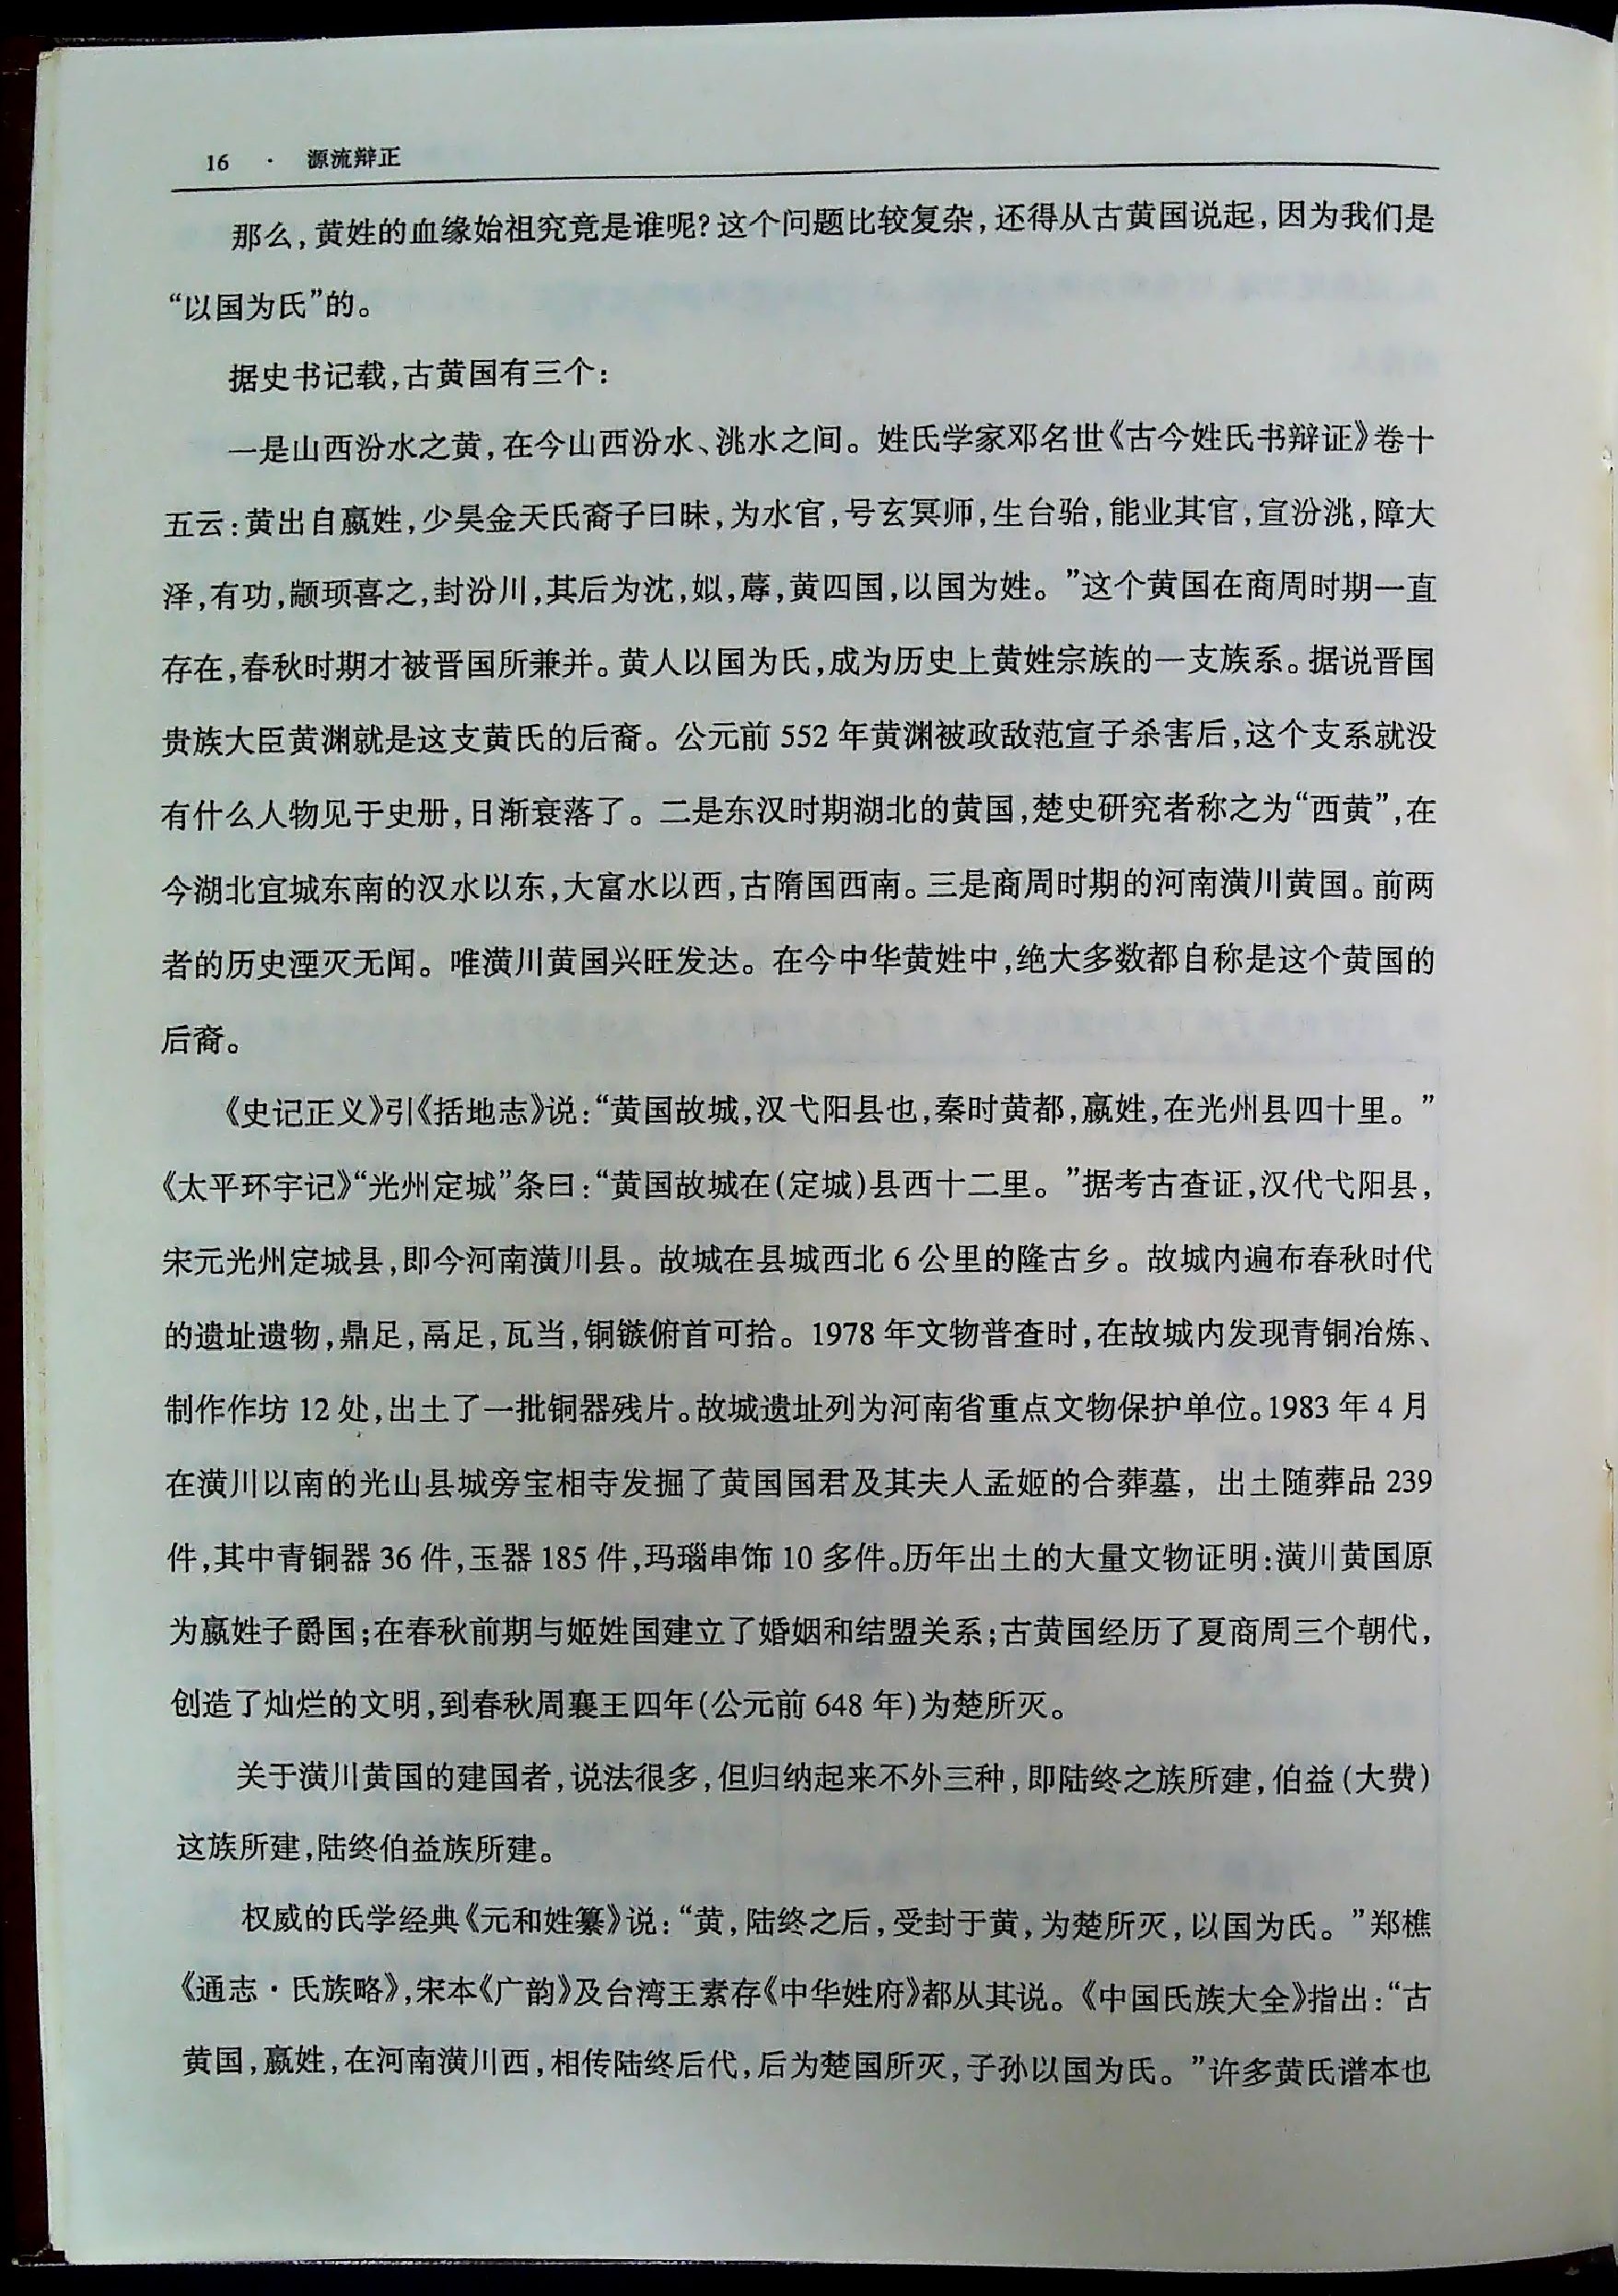 16 · 源流辩正
那么,黄姓的血缘始祖究竟是谁呢?这个问题比较复杂,还得从古黄国说起,因为我们是
“以国为氏”的。
据史书记载,古黄国有三个:
一是山西汾水之黄,在今山西汾水、洮水之间。姓氏学家邓名世《古今姓氏书辩证》卷十
五云:黄出自嬴姓,少昊金天氏裔子曰昧,为水官,号玄冥师,生台骀,能业其官,宣汾洮,障大
泽,有功,颛顼喜之,封汾川,其后为沈,姒,蓐,黄四国,以国为姓。”这个黄国在商周时期一直
存在,春秋时期才被晋国所兼并。黄人以国为氏,成为历史上黄姓宗族的一支族系。据说晋国
贵族大臣黄渊就是这支黄氏的后裔。公元前 552 年黄渊被政敌范宣子杀害后,这个支系就没
有什么人物见于史册,日渐衰落了。二是东汉时期湖北的黄国,楚史研究者称之为“西黄”,在
今湖北宜城东南的汉水以东,大富水以西,古隋国西南。三是商周时期的河南潢川黄国。前两
者的历史湮灭无闻。唯潢川黄国兴旺发达。在今中华黄姓中,绝大多数都自称是这个黄国的
后裔。
《史记正义》引《括地志》说:“黄国故城,汉弋阳县也,秦时黄都,嬴姓,在光州县四十里。”
《太平环宇记》“光州定城”条曰:“黄国故城在(定城)县西十二里。”据考古查证,汉代弋阳县,
宋元光州定城县,即今河南潢川县。故城在县城西北 6 公里的隆古乡。故城内遍布春秋时代
的遗址遗物,鼎足,鬲足,瓦当,铜镞俯首可拾。1978 年文物普查时,在故城内发现青铜冶炼、
制作作坊 12 处,出土了一批铜器残片。故城遗址列为河南省重点文物保护单位。1983 年 4 月
在潢川以南的光山县城旁宝相寺发掘了黄国国君及其夫人孟姬的合葬墓, 出土随葬品 239
件,其中青铜器 36 件,玉器 185 件,玛瑙串饰 10 多件。历年出土的大量文物证明:潢川黄国原
为嬴姓子爵国;在春秋前期与姬姓国建立了婚姻和结盟关系;古黄国经历了夏商周三个朝代,
创造了灿烂的文明,到春秋周襄王四年(公元前 648 年)为楚所灭。
关于潢川黄国的建国者,说法很多,但归纳起来不外三种,即陆终之族所建,伯益(大费)
这族所建,陆终伯益族所建。
权威的氏学经典《元和姓纂》说:“黄,陆终之后,受封于黄,为楚所灭,以国为氏。”郑樵
《通志·氏族略》,宋本《广韵》及台湾王素存《中华姓府》都从其说。《中国氏族大全》指出:“古
黄国,嬴姓,在河南潢川西,相传陆终后代,后为楚国所灭,子孙以国为氏。”许多黄氏谱本也